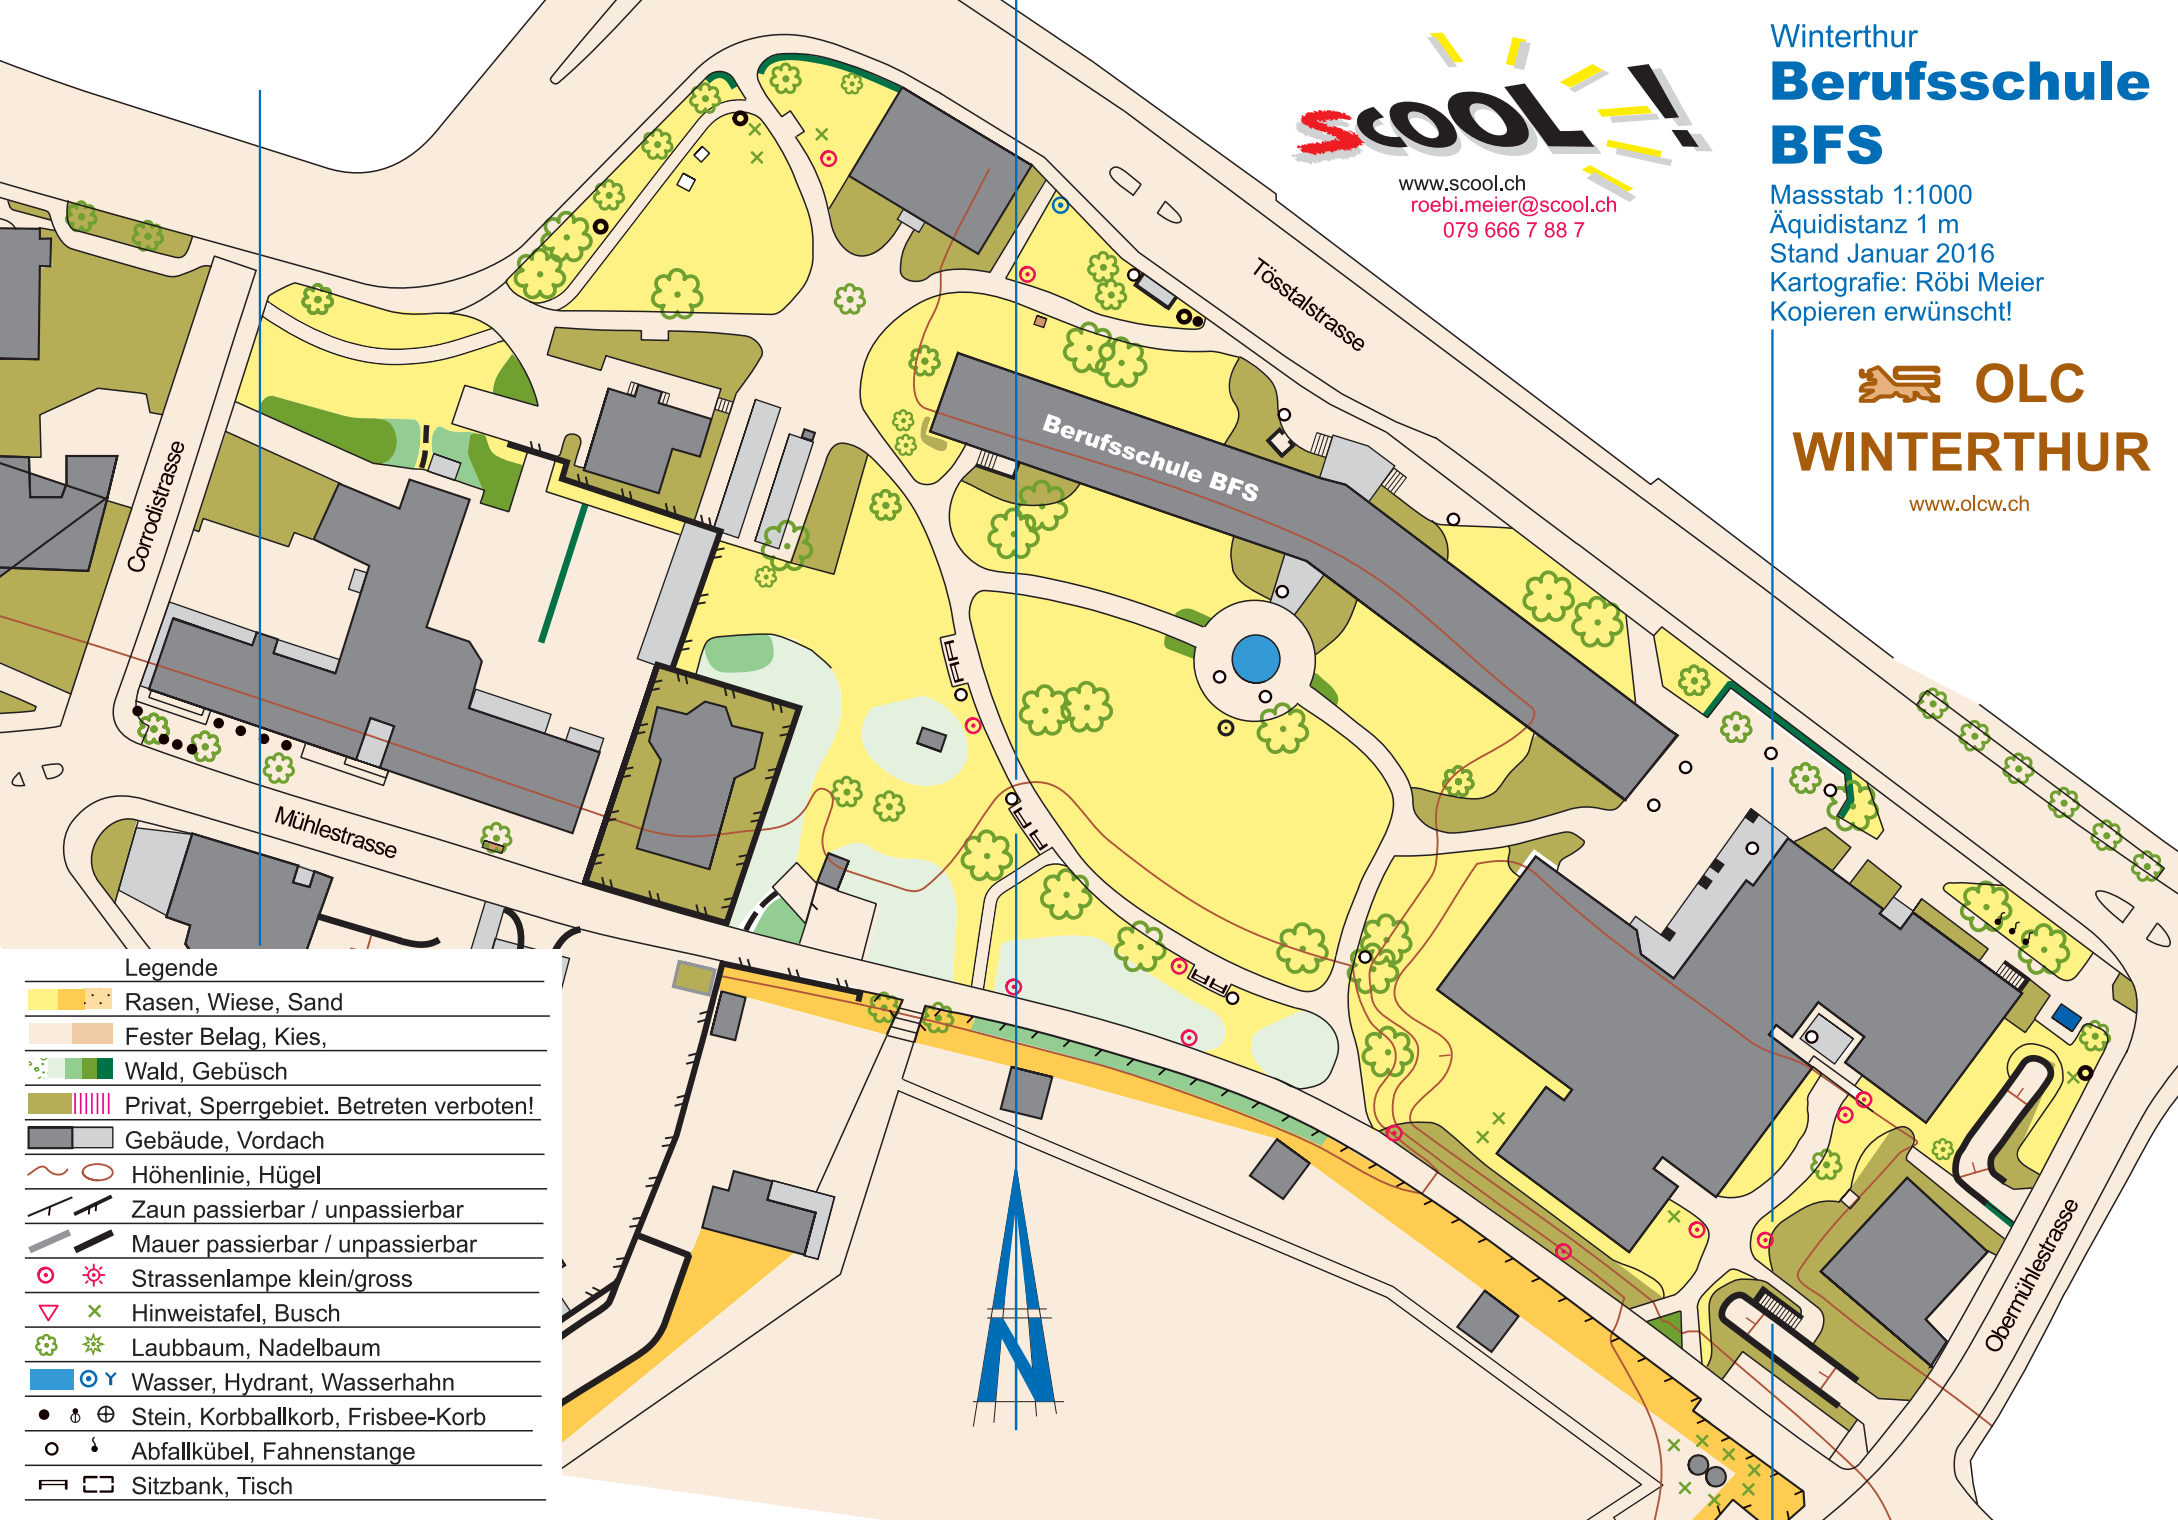 scool!
www.scool.ch
roebi.meier@scool.ch
079 666 7 88 7
Winterthur
Berufsschule
BFS
Massstab 1:1000
Äquidistanz 1 m
Stand Januar 2016
Kartografie: Röbi Meier
Kopieren erwünscht!
OLC
WINTERTHUR
www.olcw.ch
Tösstalstrasse
Berufsschule BFS
Corrodistrasse
Mühlestrasse
Obermühlestrasse
N
Legende
Rasen, Wiese, Sand
Fester Belag, Kies,
Wald, Gebüsch
Privat, Sperrgebiet. Betreten verboten!
Gebäude, Vordach
Höhenlinie, Hügel
Zaun passierbar / unpassierbar
Mauer passierbar / unpassierbar
Strassenlampe klein/gross
Hinweistafel, Busch
Laubbaum, Nadelbaum
Wasser, Hydrant, Wasserhahn
Stein, Korbballkorb, Frisbee-Korb
Abfallkübel, Fahnenstange
Sitzbank, Tisch